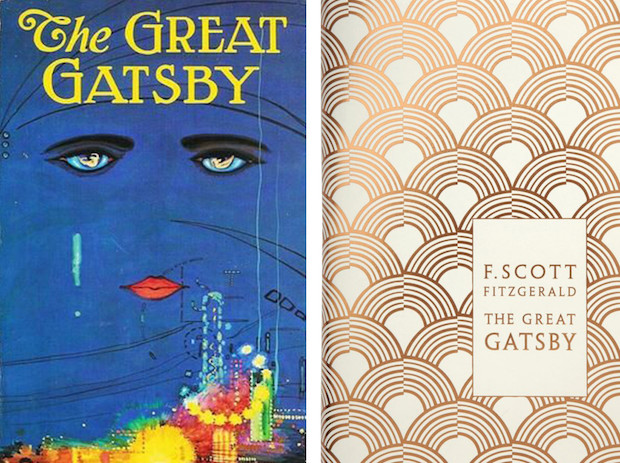 The GREAT
GATSBY
F. SCOTT
FITZGERALD
THE GREAT
GATSBY